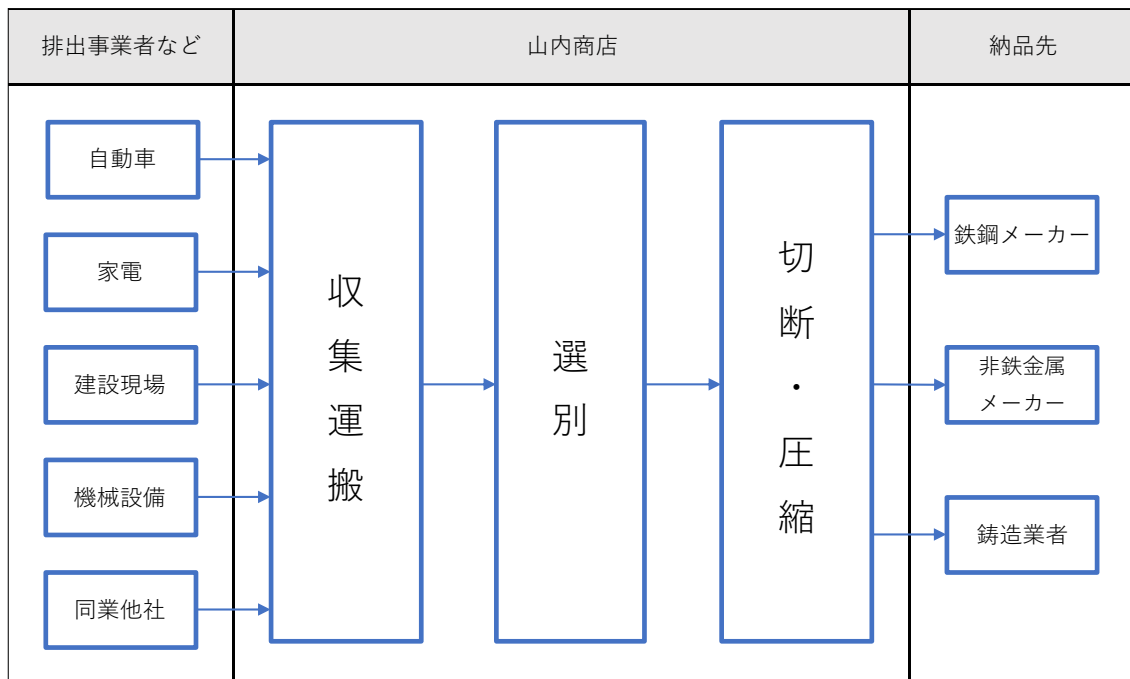 排出事業者など
山内商店
納品先
自動車
家電
建設現場
機械設備
同業他社
収集運搬
選別
切断・圧縮
鉄鋼メーカー
非鉄金属
メーカー
鋳造業者